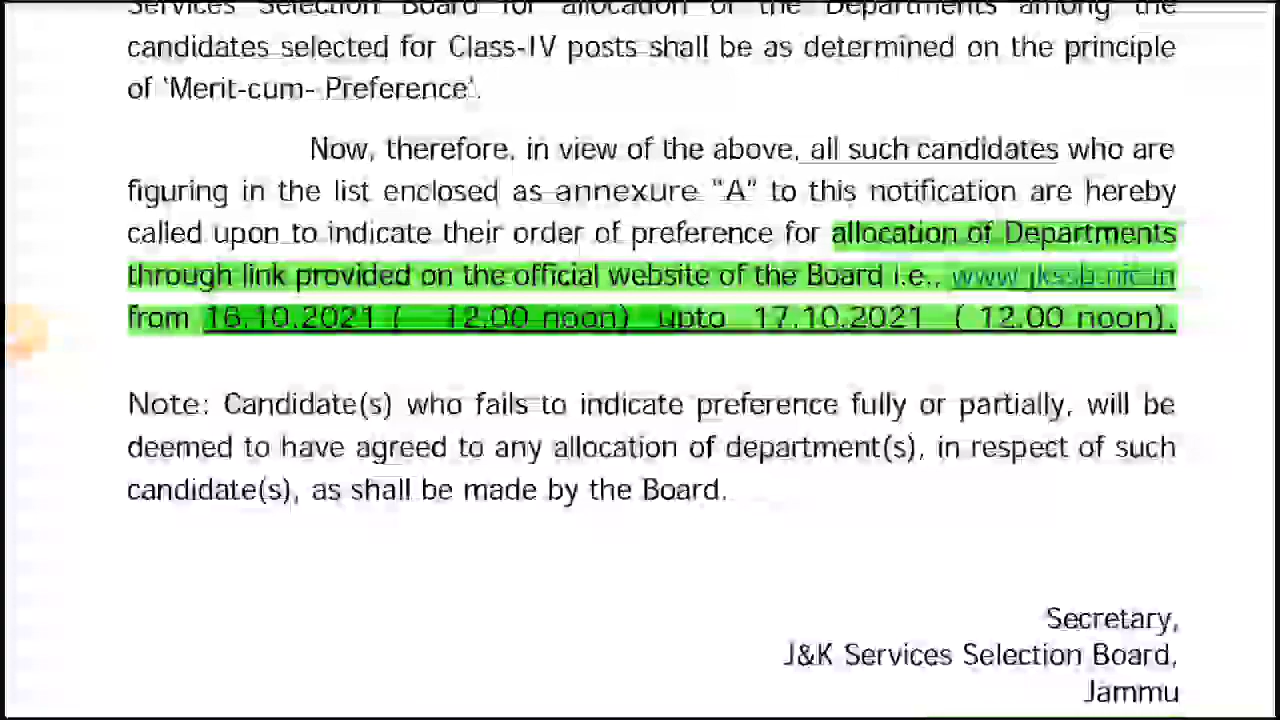 Services Selection Board for allocation of the Departments among the
candidates selected for Class-IV posts shall be as determined on the principle
of 'Merit-cum- Preference'.
Now, therefore, in view of the above, all such candidates who are
figuring in the list enclosed as annexure "A" to this notification are hereby
called upon to indicate their order of preference for allocation of Departments
through link provided on the official website of the Board i.e., www.jkssb.nic.in
from 16.10.2021 ( 12.00 noon) upto 17.10.2021 ( 12.00 noon).
Note: Candidate(s) who fails to indicate preference fully or partially, will be
deemed to have agreed to any allocation of department(s), in respect of such
candidate(s), as shall be made by the Board.
Secretary,
J&K Services Selection Board,
Jammu